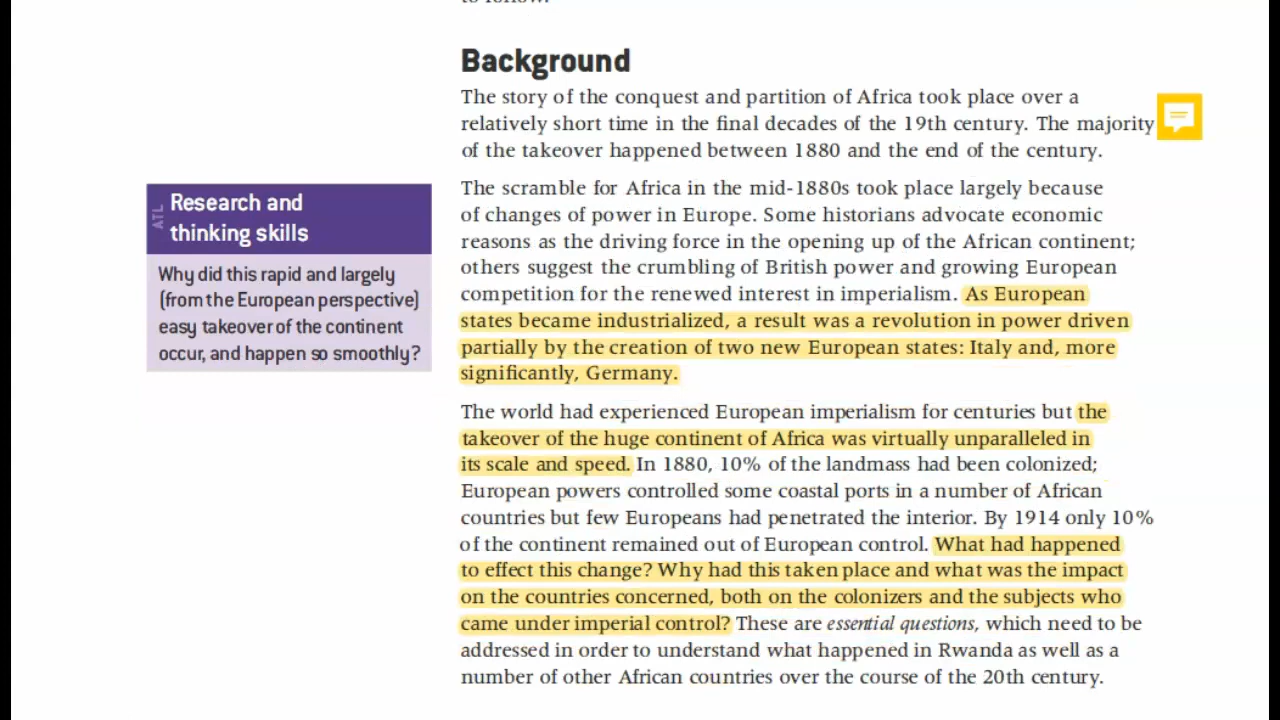 Background
The story of the conquest and partition of Africa took place over a
relatively short time in the final decades of the 19th century. The majority
of the takeover happened between 1880 and the end of the century.
Research and
thinking skills
ATL
Why did this rapid and largely
(from the European perspective)
easy takeover of the continent
occur, and happen so smoothly?
The scramble for Africa in the mid-1880s took place largely because
of changes of power in Europe. Some historians advocate economic
reasons as the driving force in the opening up of the African continent;
others suggest the crumbling of British power and growing European
competition for the renewed interest in imperialism. As European
states became industrialized, a result was a revolution in power driven
partially by the creation of two new European states: Italy and, more
significantly, Germany.
The world had experienced European imperialism for centuries but the
takeover of the huge continent of Africa was virtually unparalleled in
its scale and speed. In 1880, 10% of the landmass had been colonized;
European powers controlled some coastal ports in a number of African
countries but few Europeans had penetrated the interior. By 1914 only 10%
of the continent remained out of European control. What had happened
to effect this change? Why had this taken place and what was the impact
on the countries concerned, both on the colonizers and the subjects who
came under imperial control? These are essential questions, which need to be
addressed in order to understand what happened in Rwanda as well as a
number of other African countries over the course of the 20th century.